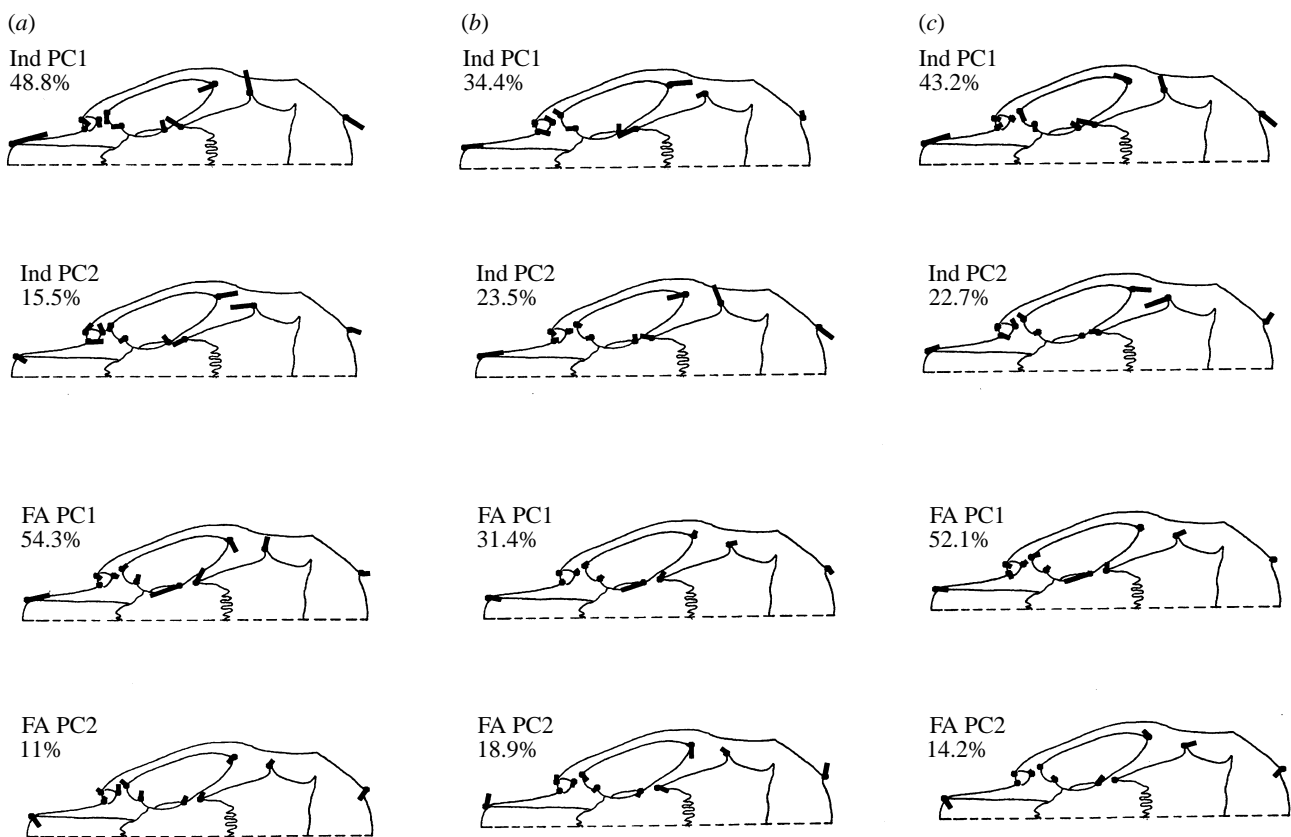 (a)
Ind PC1
48.8%
Ind PC2
15.5%
FA PC1
54.3%
FA PC2
11%
(b)
Ind PC1
34.4%
Ind PC2
23.5%
FA PC1
31.4%
FA PC2
18.9%
(c)
Ind PC1
43.2%
Ind PC2
22.7%
FA PC1
52.1%
FA PC2
14.2%